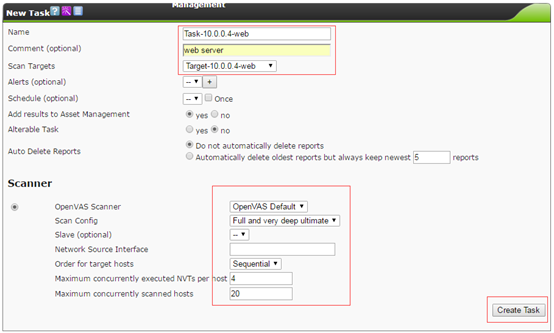 Management
New Task
Name Task-10.0.0.4-web
Comment (optional) web server
Scan Targets Target-10.0.0.4-web
Alerts (optional) -- +
Schedule (optional) -- Once
Add results to Asset Management yes no
Alterable Task yes no
Auto Delete Reports Do not automatically delete reports
Automatically delete oldest reports but always keep newest 5 reports
Scanner
OpenVAS Scanner OpenVAS Default
Scan Config Full and very deep ultimate
Slave (optional) --
Network Source Interface
Order for target hosts Sequential
Maximum concurrently executed NVTs per host 4
Maximum concurrently scanned hosts 20
Create Task